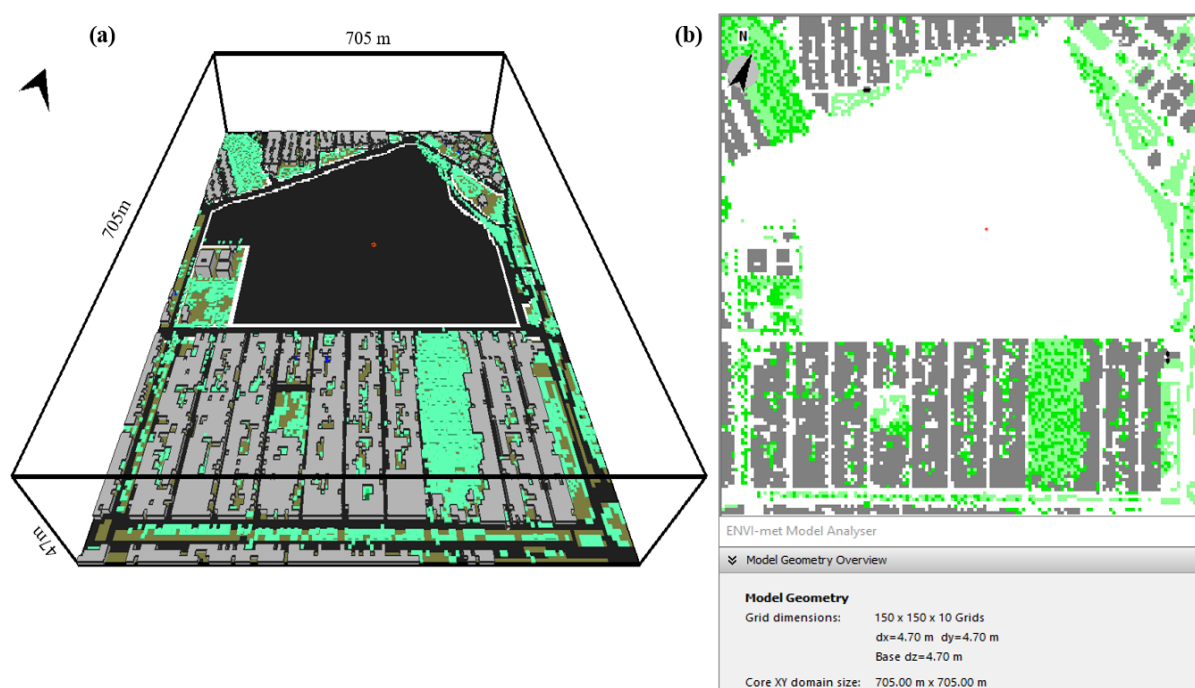 (a)
705 m
705m
47m
(b)
N
ENVI-met Model Analyser
Model Geometry Overview
Model Geometry
Grid dimensions: 150 x 150 x 10 Grids
dx=4.70 m dy=4.70 m
Base dz=4.70 m
Core XY domain size: 705.00 m x 705.00 m